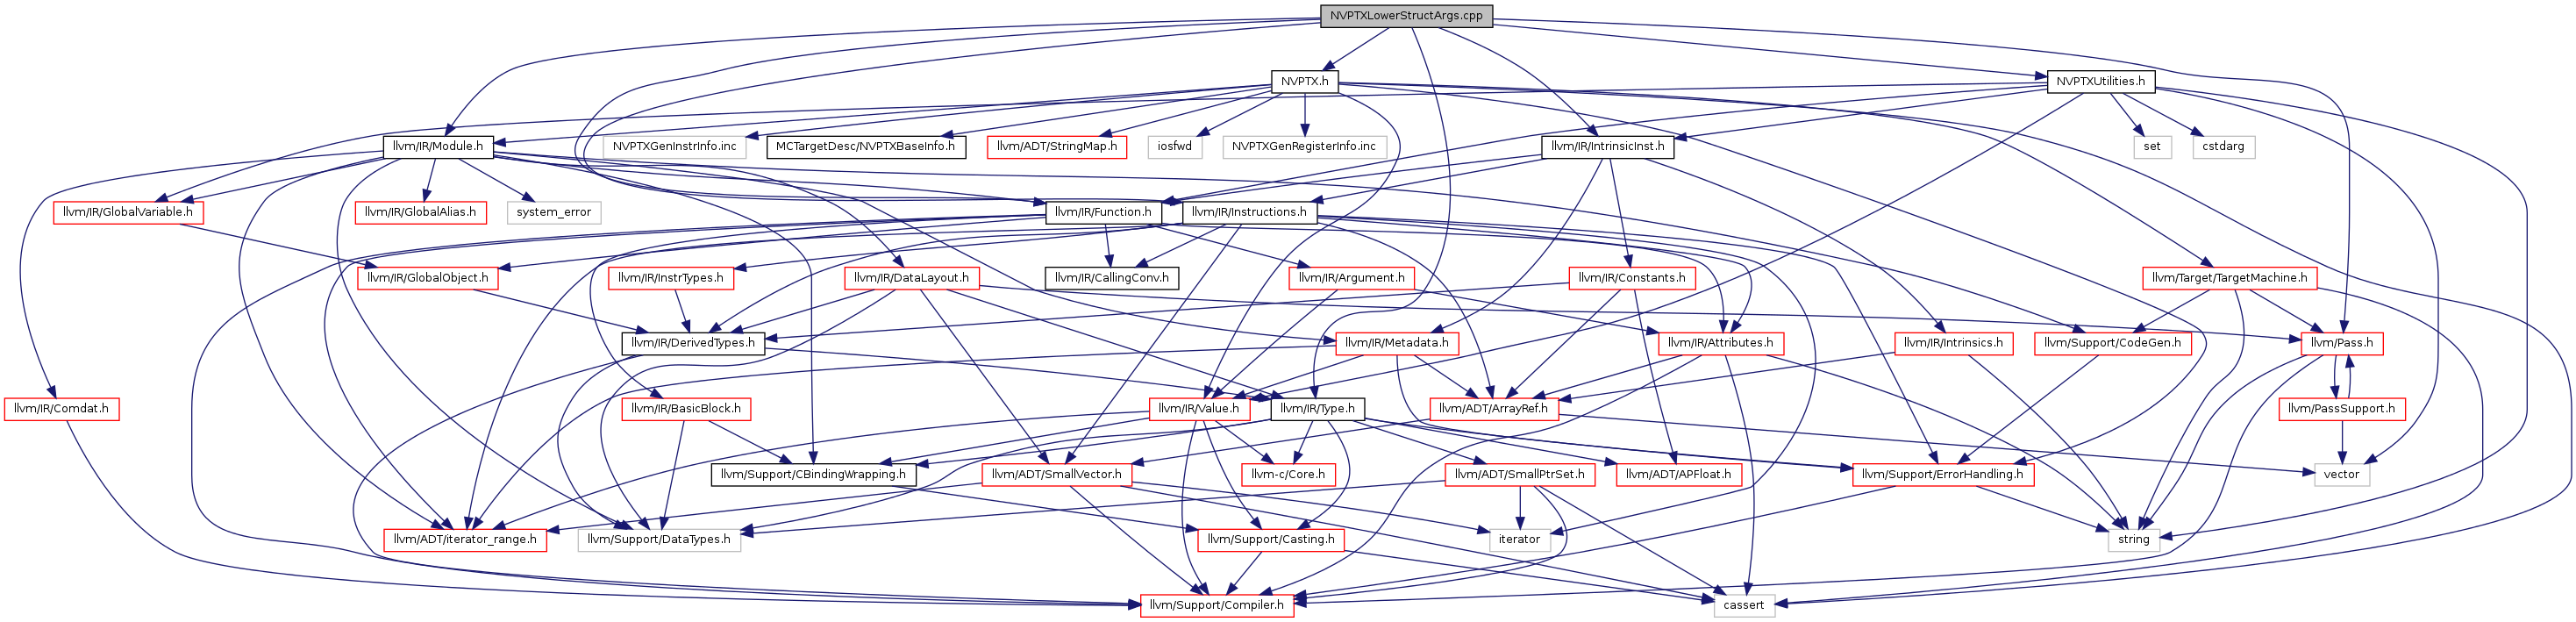 NVPTXLowerStructArgs.cpp
NVPTX.h
NVPTXUtilities.h
llvm/IR/Module.h
NVPTXGenInstrInfo.inc
MCTargetDesc/NVPTXBaseInfo.h
llvm/ADT/StringMap.h
iosfwd
NVPTXGenRegisterInfo.inc
llvm/IR/IntrinsicInst.h
set
cstdarg
llvm/IR/GlobalVariable.h
llvm/IR/GlobalAlias.h
system_error
llvm/IR/Function.h
llvm/IR/Instructions.h
llvm/IR/GlobalObject.h
llvm/IR/InstrTypes.h
llvm/IR/DataLayout.h
llvm/IR/CallingConv.h
llvm/IR/Argument.h
llvm/IR/Constants.h
llvm/Target/TargetMachine.h
llvm/IR/DerivedTypes.h
llvm/IR/Metadata.h
llvm/IR/Attributes.h
llvm/IR/Intrinsics.h
llvm/Support/CodeGen.h
llvm/Pass.h
llvm/IR/Comdat.h
llvm/IR/BasicBlock.h
llvm/IR/Value.h
llvm/IR/Type.h
llvm/ADT/ArrayRef.h
llvm/PassSupport.h
llvm/Support/CBindingWrapping.h
llvm/ADT/SmallVector.h
llvm-c/Core.h
llvm/ADT/SmallPtrSet.h
llvm/ADT/APFloat.h
llvm/Support/ErrorHandling.h
vector
llvm/ADT/iterator_range.h
llvm/Support/DataTypes.h
llvm/Support/Casting.h
iterator
string
llvm/Support/Compiler.h
cassert